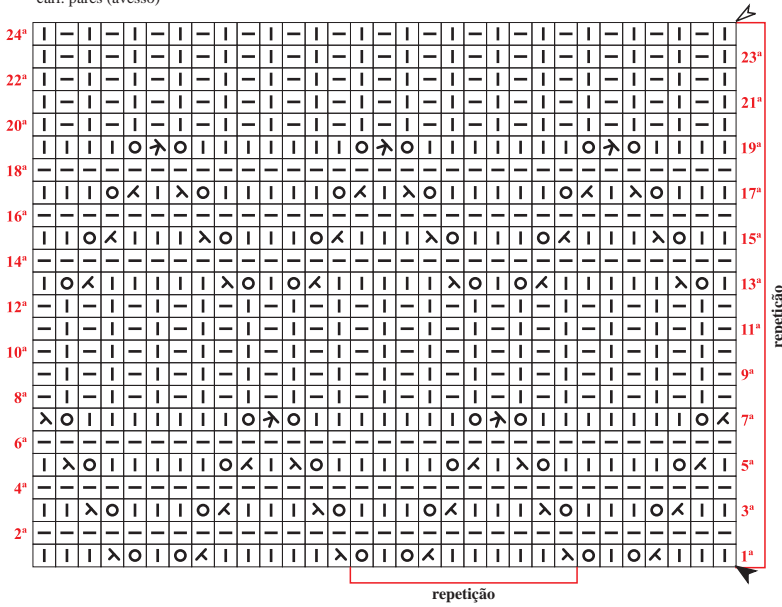 carr. pares (avesso)
24ª
23ª
22ª
21ª
20ª
19ª
18ª
17ª
16ª
15ª
14ª
13ª
12ª
11ª
10ª
9ª
8ª
7ª
6ª
5ª
4ª
3ª
2ª
1ª
repetição
repetição